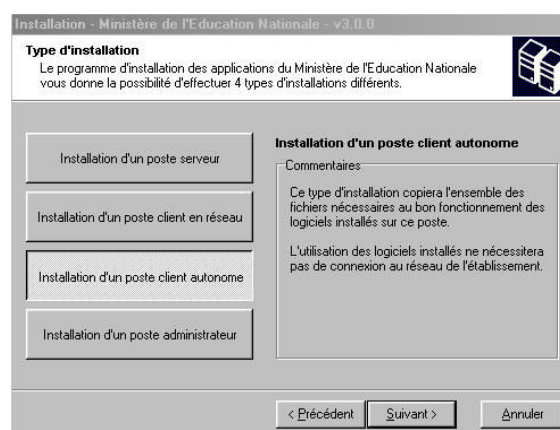 Installation - Ministère de l'Education Nationale - v3.0.0
Type d'installation
Le programme d'installation des applications du Ministère de l'Education Nationale
vous donne la possibilité d'effectuer 4 types d'installations différents.
Installation d'un poste serveur
Installation d'un poste client en réseau
Installation d'un poste client autonome
Installation d'un poste administrateur
Installation d'un poste client autonome
Commentaires
Ce type d'installation copiera l'ensemble des
fichiers nécessaires au bon fonctionnement des
logiciels installés sur ce poste.
L'utilisation des logiciels installés ne nécessitera
pas de connexion au réseau de l'établissement.
< Précédent
Suivant >
Annuler